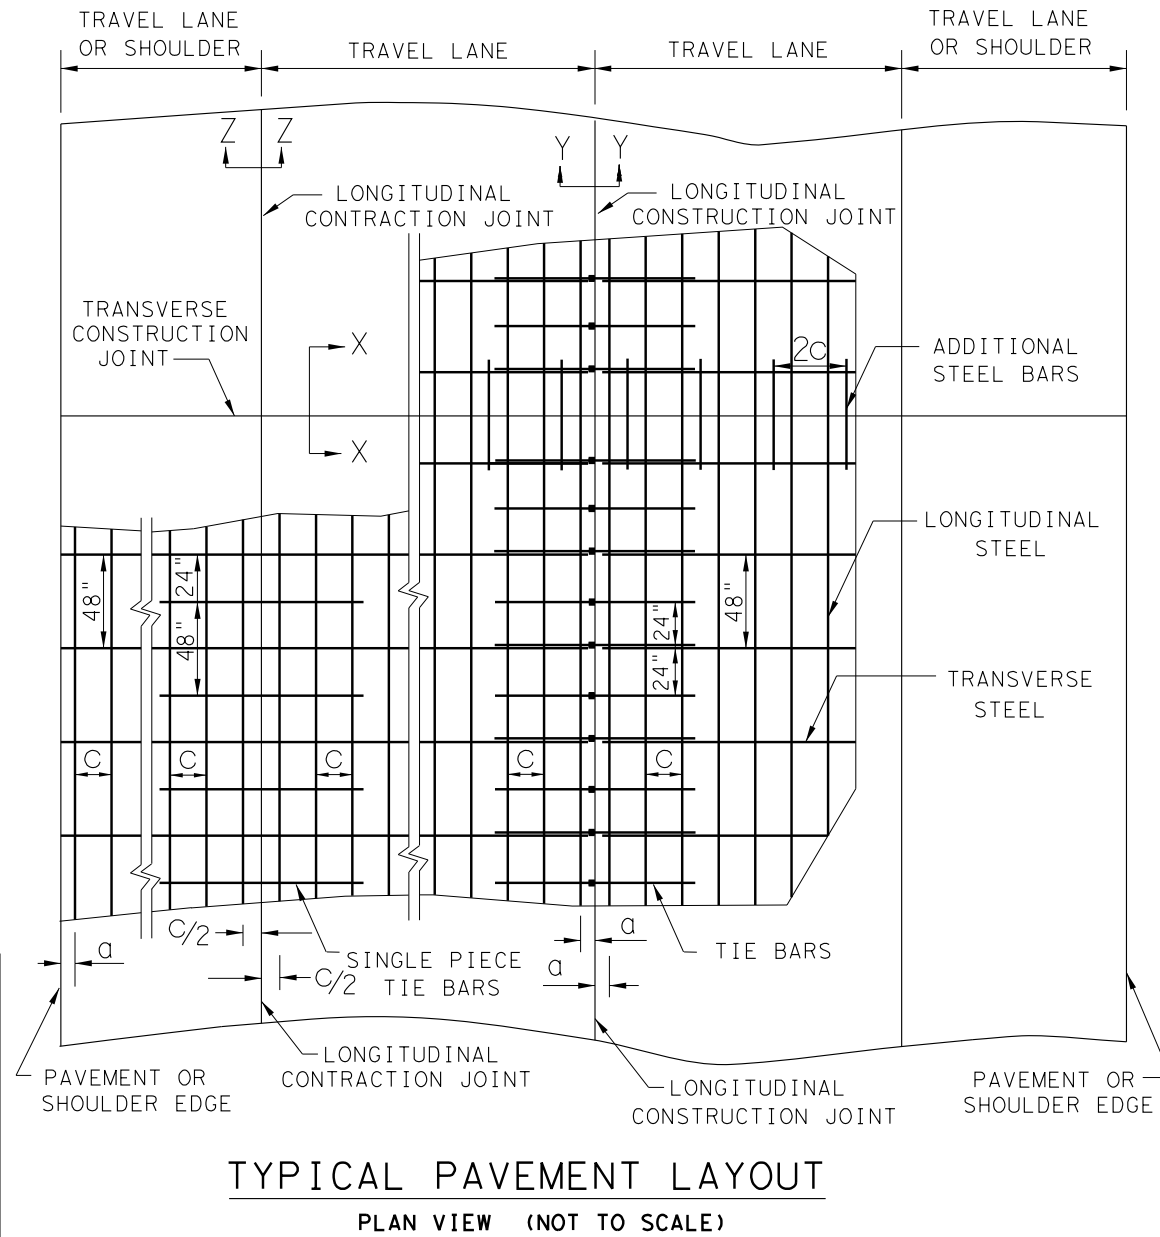 TRAVEL LANE
OR SHOULDER
TRAVEL LANE
TRAVEL LANE
TRAVEL LANE
OR SHOULDER
Z Z
Y Y
LONGITUDINAL
CONTRACTION JOINT
LONGITUDINAL
CONSTRUCTION JOINT
TRANSVERSE
CONSTRUCTION
JOINT
X
X
2C
ADDITIONAL
STEEL BARS
LONGITUDINAL
STEEL
48"
24"
48"
24"
24"
48"
TRANSVERSE
STEEL
C
C
C
C
C
C/2
a
C/2
SINGLE PIECE
TIE BARS
a
a
TIE BARS
PAVEMENT OR
SHOULDER EDGE
LONGITUDINAL
CONTRACTION JOINT
LONGITUDINAL
CONSTRUCTION JOINT
PAVEMENT OR
SHOULDER EDGE
TYPICAL PAVEMENT LAYOUT
PLAN VIEW (NOT TO SCALE)